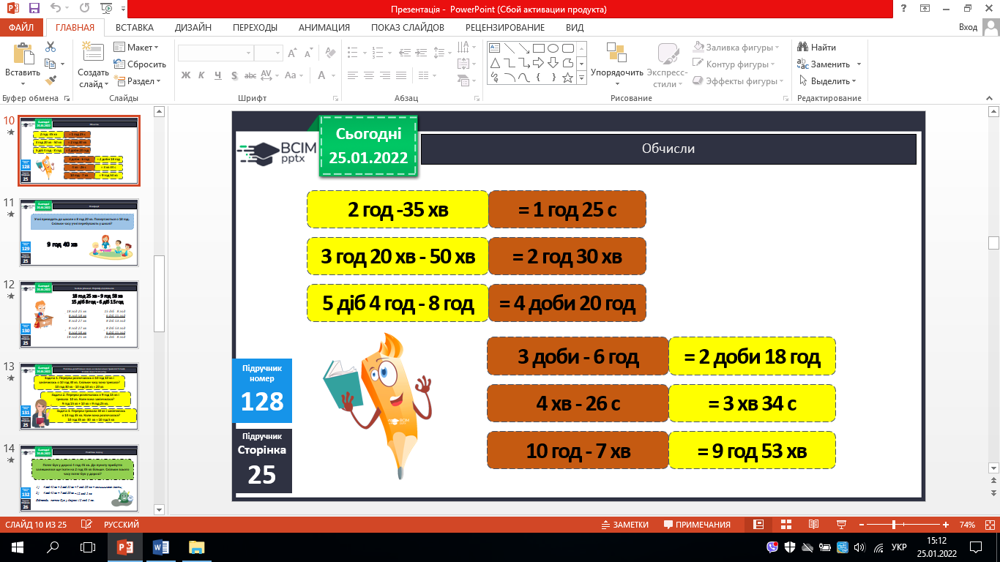 Презентація - PowerPoint (Сбой активации продукта)
ФАЙЛ ГЛАВНАЯ ВСТАВКА ДИЗАЙН ПЕРЕХОДЫ АНИМАЦИЯ ПОКАЗ СЛАЙДОВ РЕЦЕНЗИРОВАНИЕ ВИД Вход
Вставить
Создать слайд
Макет
Сбросить
Раздел
Ж К Ч S abc AV Aa А
Упорядочить
Экспресс-стили
Заливка фигуры
Контур фигуры
Эффекты фигуры
Найти
Заменить
Выделить
Буфер обмена Слайды Шрифт Абзац Рисование Редактирование
10
11
9 год 40 хв
12
18 год 25 хв - 9 год 58 хв
15 діб 8 год - 6 діб 15 год
13
14
Сьогодні
25.01.2022
BCIM
pptx
Обчисли
2 год -35 хв = 1 год 25 с
3 год 20 хв - 50 хв = 2 год 30 хв
5 діб 4 год - 8 год = 4 доби 20 год
3 доби - 6 год = 2 доби 18 год
4 хв - 26 с = 3 хв 34 с
10 год - 7 хв = 9 год 53 хв
Підручник
номер
128
Підручник
Сторінка
25
СЛАЙД 10 ИЗ 25 РУССКИЙ ЗАМЕТКИ ПРИМЕЧАНИЯ 74%
УКР
15:12
25.01.2022